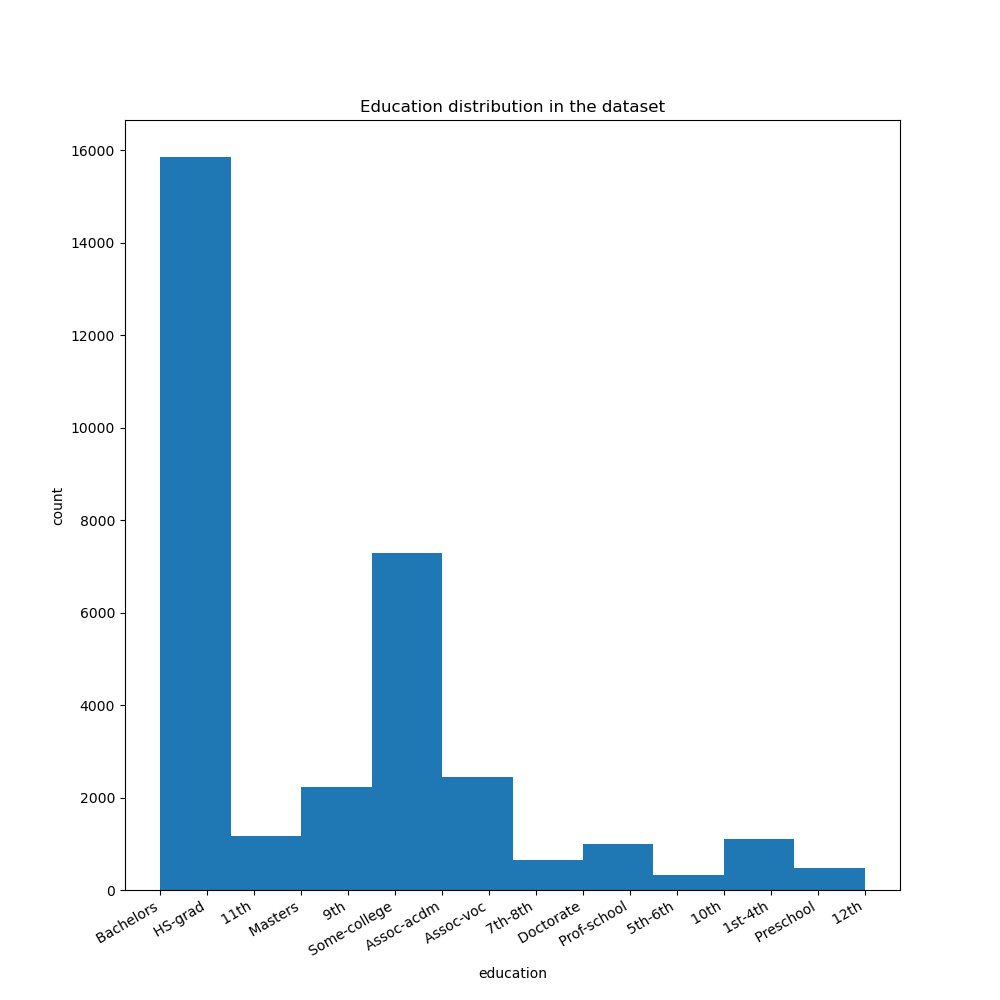 Education distribution in the dataset
16000
14000
12000
10000
8000
6000
4000
2000
0
count
Bachelors
HS-grad
11th
Masters
9th
Some-college
Assoc-acdm
Assoc-voc
7th-8th
Doctorate
Prof-school
5th-6th
10th
1st-4th
Preschool
12th
education